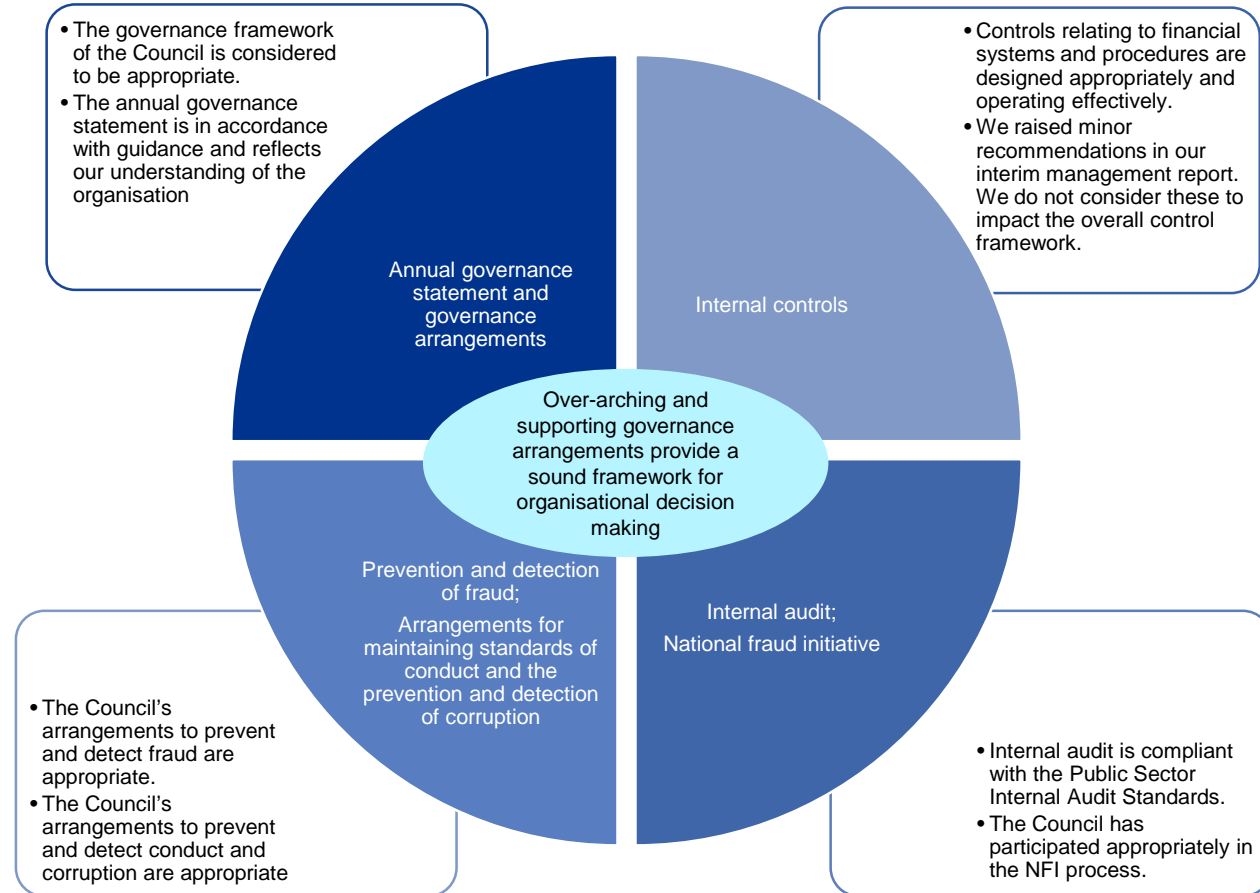 • The governance framework
of the Council is considered
to be appropriate.
• The annual governance
statement is in accordance
with guidance and reflects
our understanding of the
organisation
• Controls relating to financial
systems and procedures are
designed appropriately and
operating effectively.
• We raised minor
recommendations in our
interim management report.
We do not consider these to
impact the overall control
framework.
Annual governance
statement and
governance
arrangements
Internal controls
Over-arching and
supporting governance
arrangements provide a
sound framework for
organisational decision
making
Prevention and detection
of fraud;
Arrangements for
maintaining standards of
conduct and the
prevention and detection
of corruption
Internal audit;
National fraud initiative
• The Council’s
arrangements to prevent
and detect fraud are
appropriate.
• The Council’s
arrangements to prevent
and detect conduct and
corruption are appropriate
• Internal audit is compliant
with the Public Sector
Internal Audit Standards.
• The Council has
participated appropriately in
the NFI process.